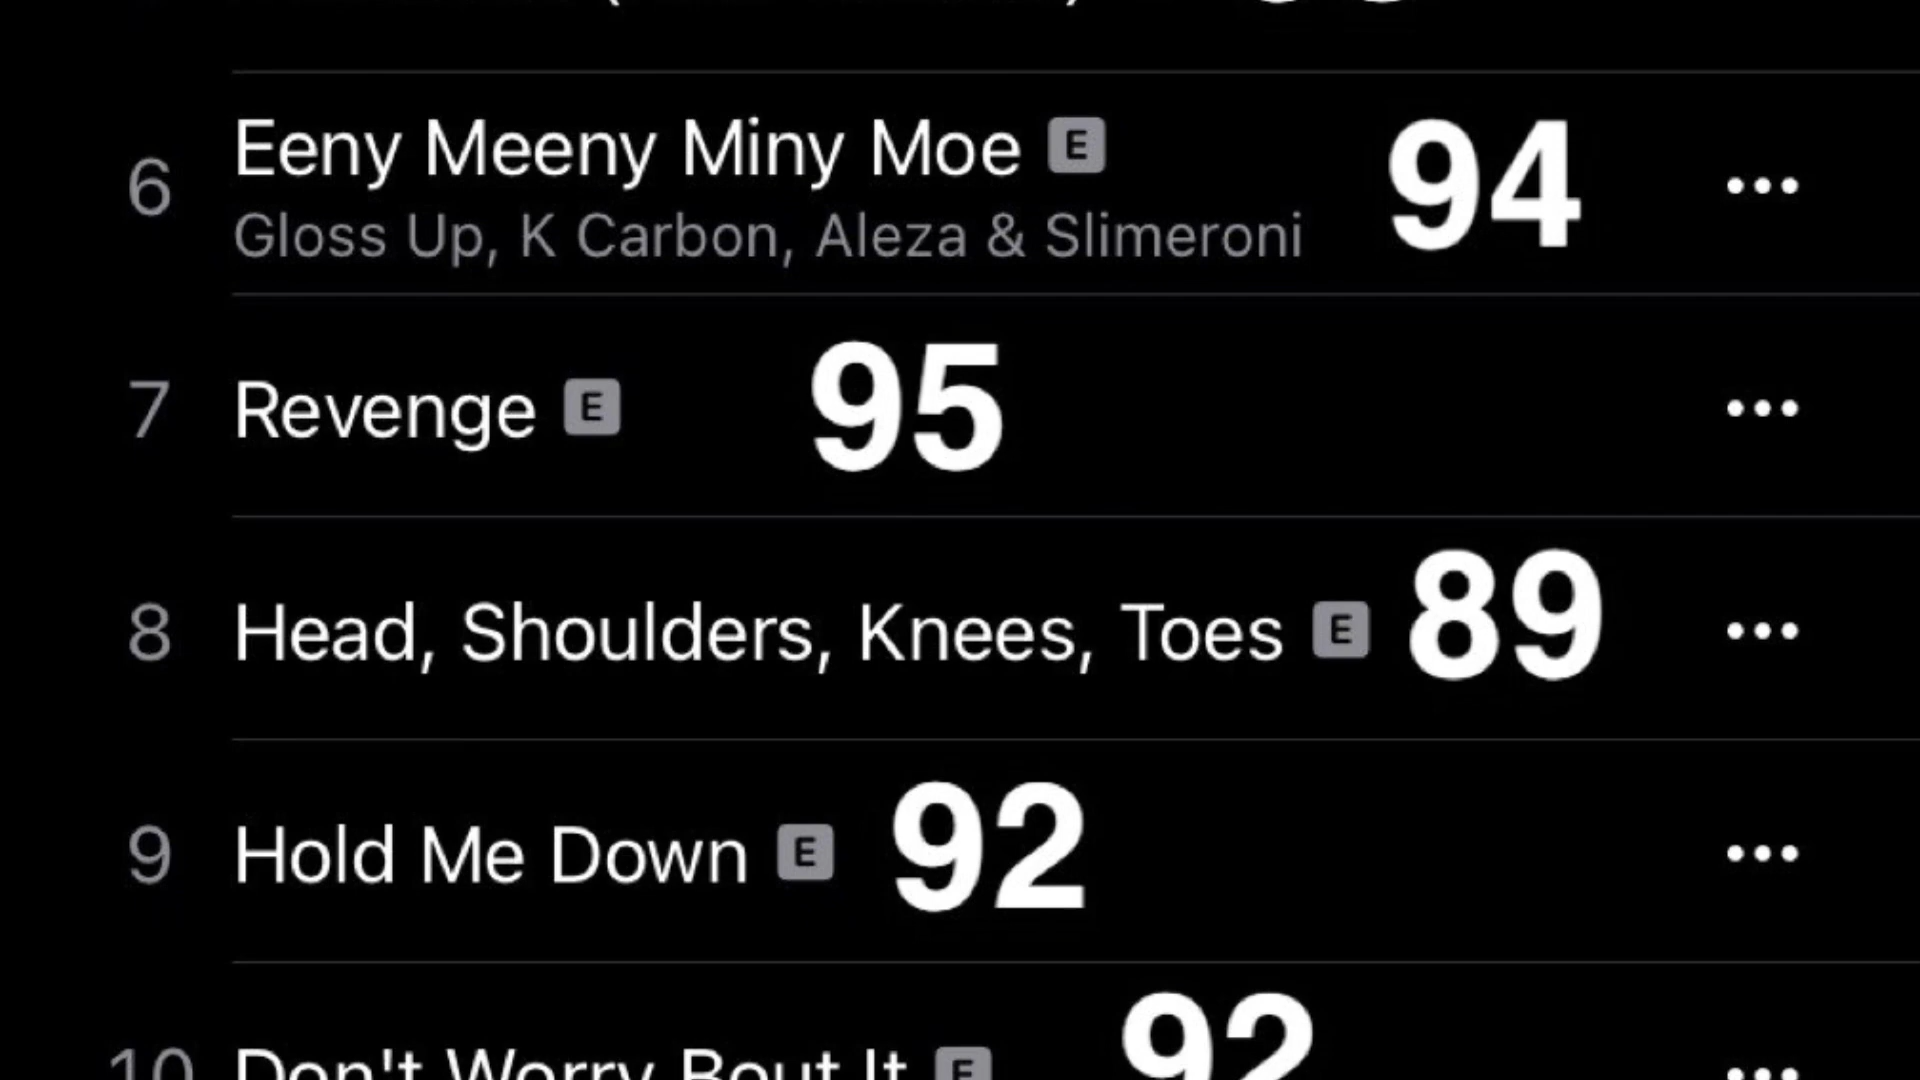 6 Eeny Meeny Miny Moe E 94 ...
Gloss Up, K Carbon, Aleza & Slimeroni
7 Revenge E 95 ...
8 Head, Shoulders, Knees, Toes E 89 ...
9 Hold Me Down E 92 ...
10 Don't Worry Bout It E 92 ...